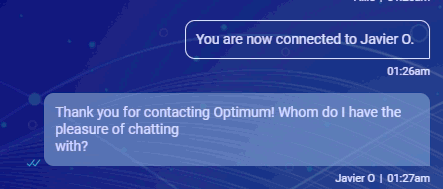 You are now connected to Javier O.
01:26am
Thank you for contacting Optimum! Whom do I have the
pleasure of chatting
with?
Javier O | 01:27am